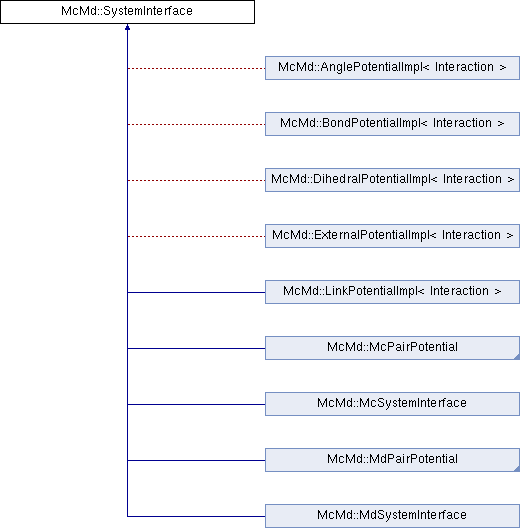 McMd::SystemInterface
McMd::AnglePotentialImpl< Interaction >
McMd::BondPotentialImpl< Interaction >
McMd::DihedralPotentialImpl< Interaction >
McMd::ExternalPotentialImpl< Interaction >
McMd::LinkPotentialImpl< Interaction >
McMd::McPairPotential
McMd::McSystemInterface
McMd::MdPairPotential
McMd::MdSystemInterface